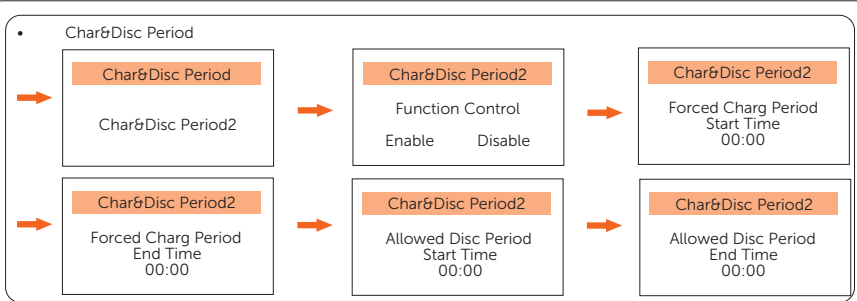 • Char&Disc Period
Char&Disc Period
Char&Disc Period2
Char&Disc Period2
Function Control
Enable Disable
Char&Disc Period2
Forced Charg Period
Start Time
00:00
Char&Disc Period2
Forced Charg Period
End Time
00:00
Char&Disc Period2
Allowed Disc Period
Start Time
00:00
Char&Disc Period2
Allowed Disc Period
End Time
00:00